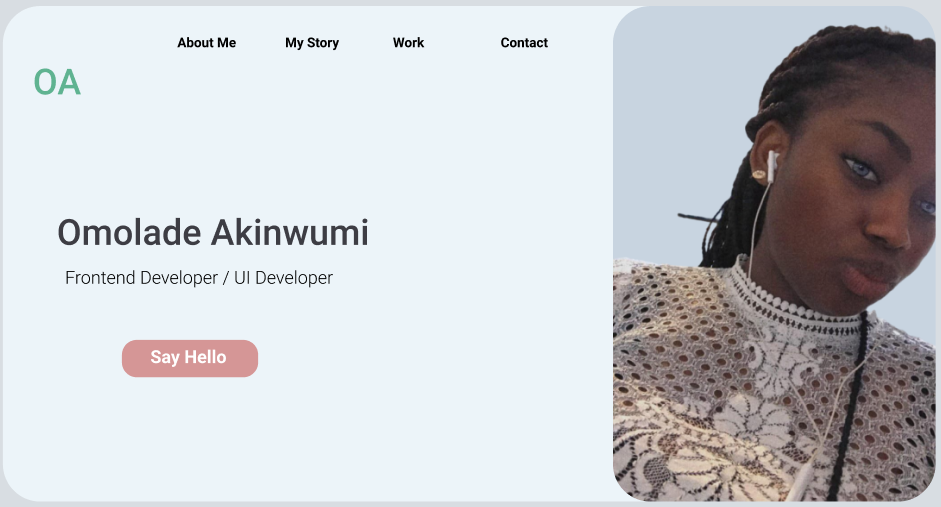 About Me My Story Work Contact
OA
Omolade Akinwumi
Frontend Developer / UI Developer
Say Hello